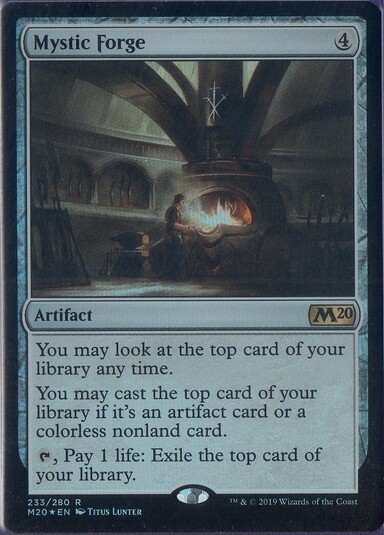 Mystic Forge 4
Artifact M20
You may look at the top card of your
library any time.
You may cast the top card of your
library if it's an artifact card or a
colorless nonland card.
, Pay 1 life: Exile the top card of
your library.
233/280 R
M20★EN Titus Lunter ™ & © 2019 Wizards of the Coast